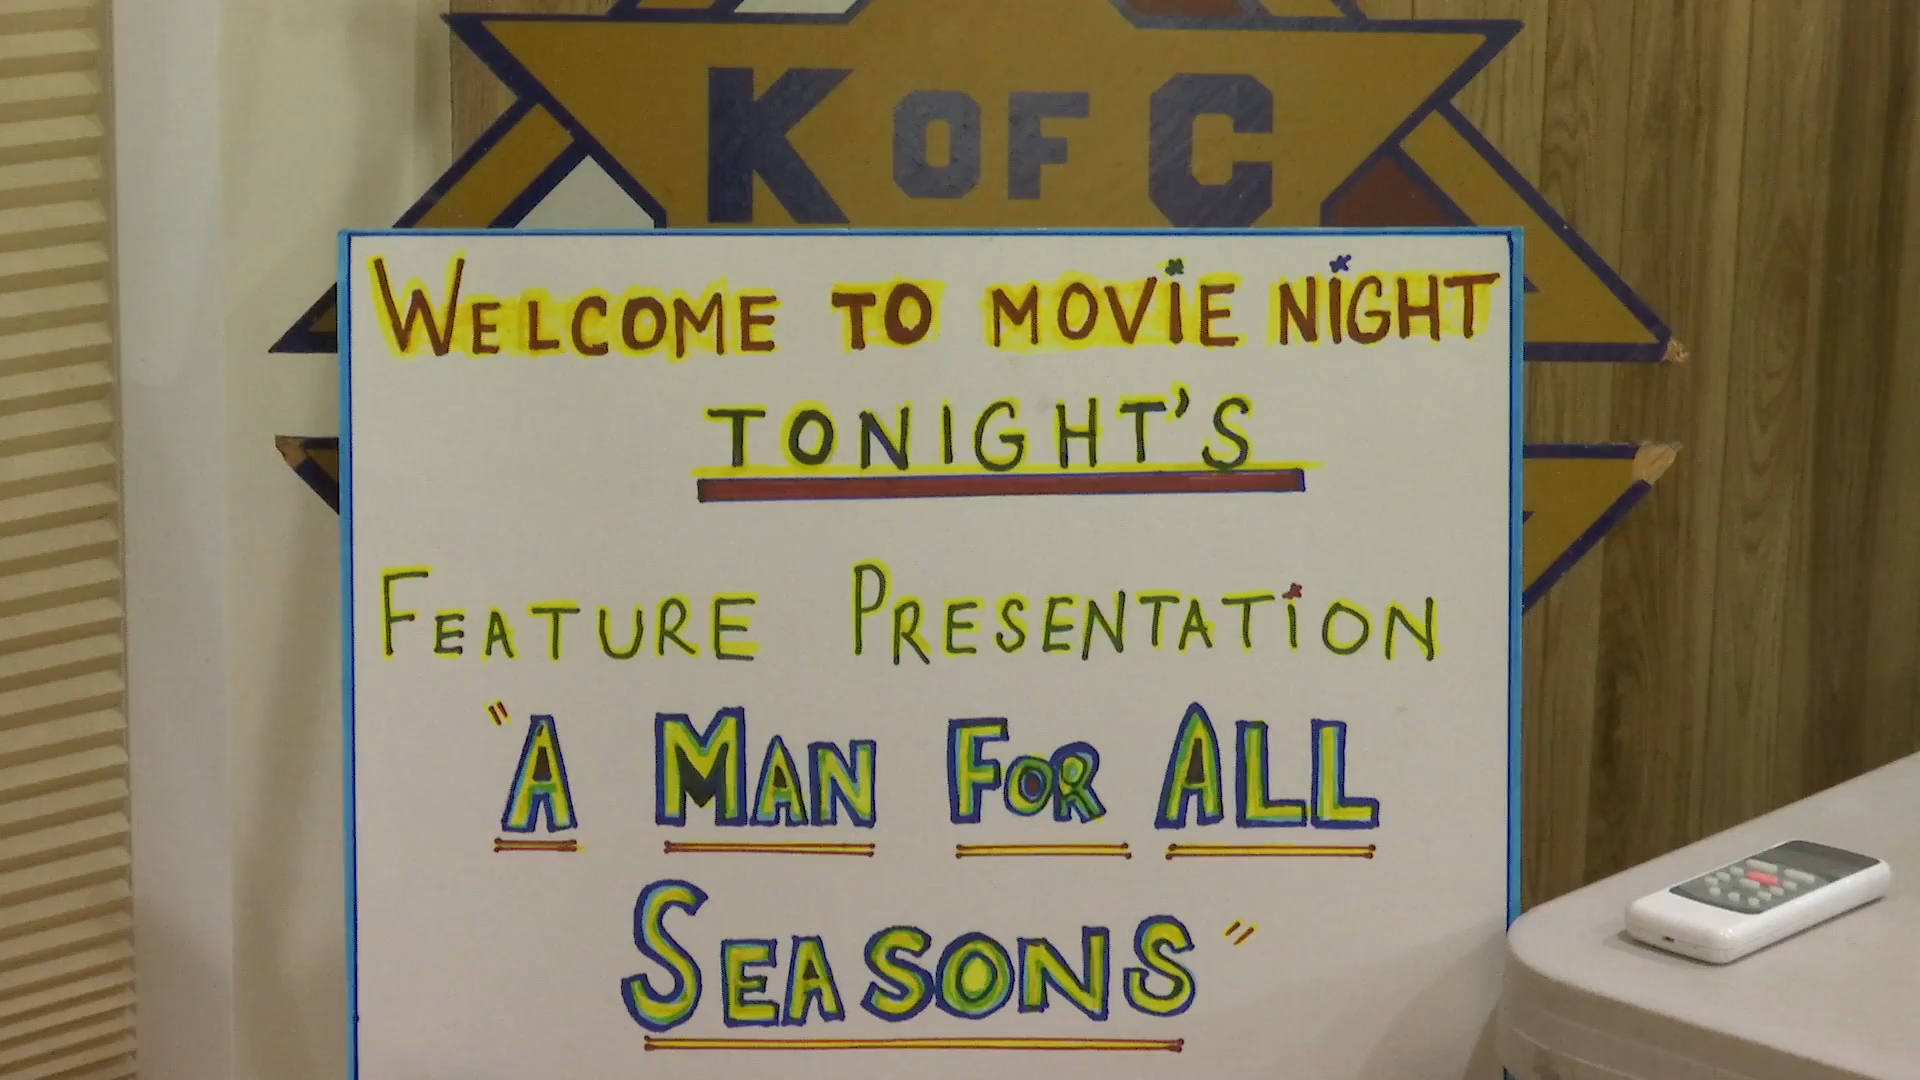 K OF C
WELCOME TO MOVIE NIGHT
TONIGHT'S
FEATURE PRESENTATION
"A MAN FOR ALL
SEASONS"